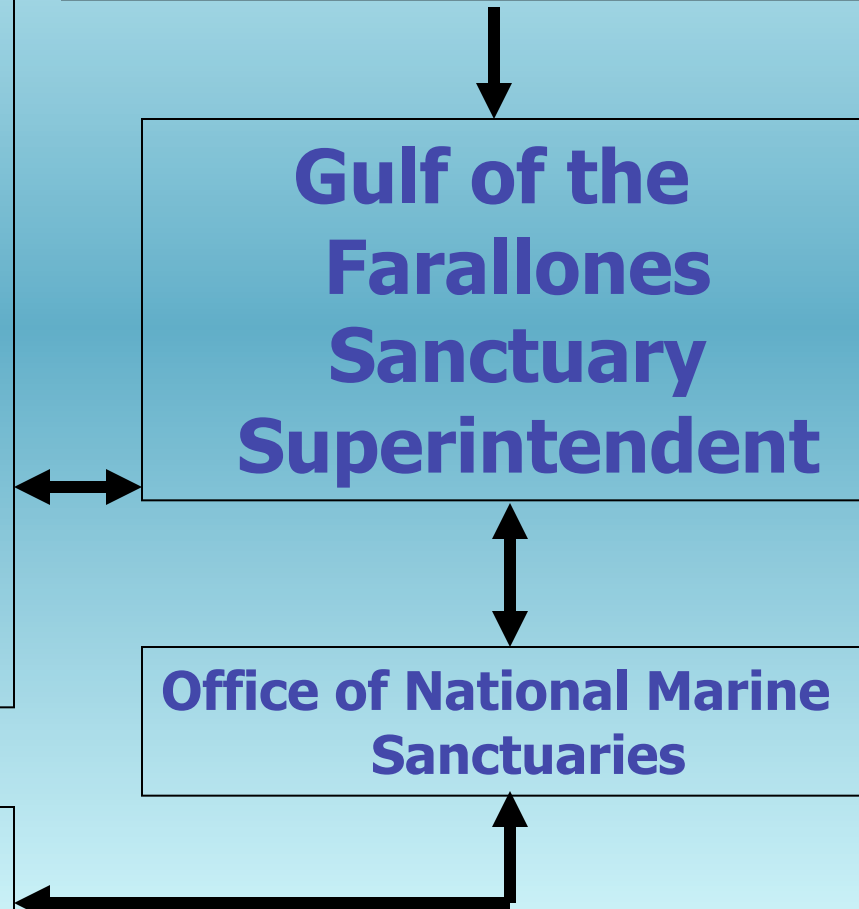 Gulf of the
Farallones
Sanctuary
Superintendent
Office of National Marine
Sanctuaries